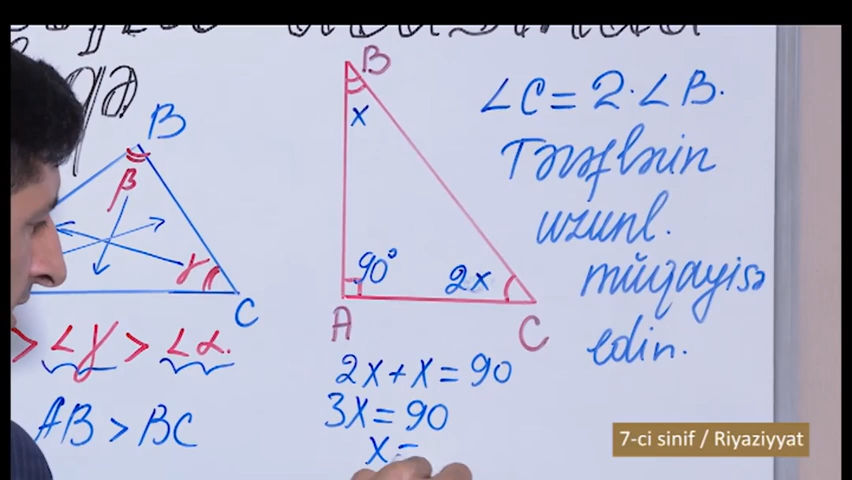 B
β
γ
C
> ∠γ > ∠α.
AB > BC
B
x
90°
2x
A
C
2x + x = 90
3x = 90
x =
∠C = 2·∠B.
Tərəflərin
uzunl.
müqayisə
edin.
7-ci sinif / Riyaziyyat